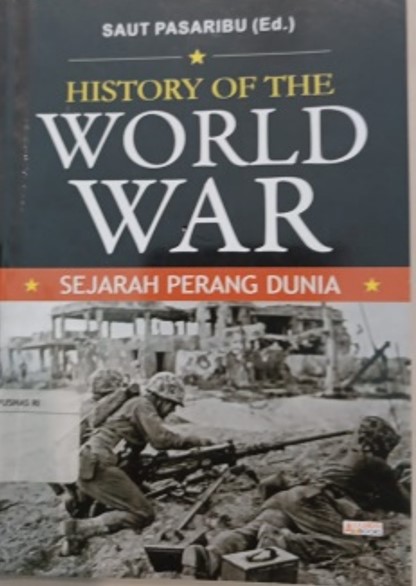 SAUT PASARIBU (Ed.)
HISTORY OF THE
WORLD
WAR
SEJARAH PERANG DUNIA